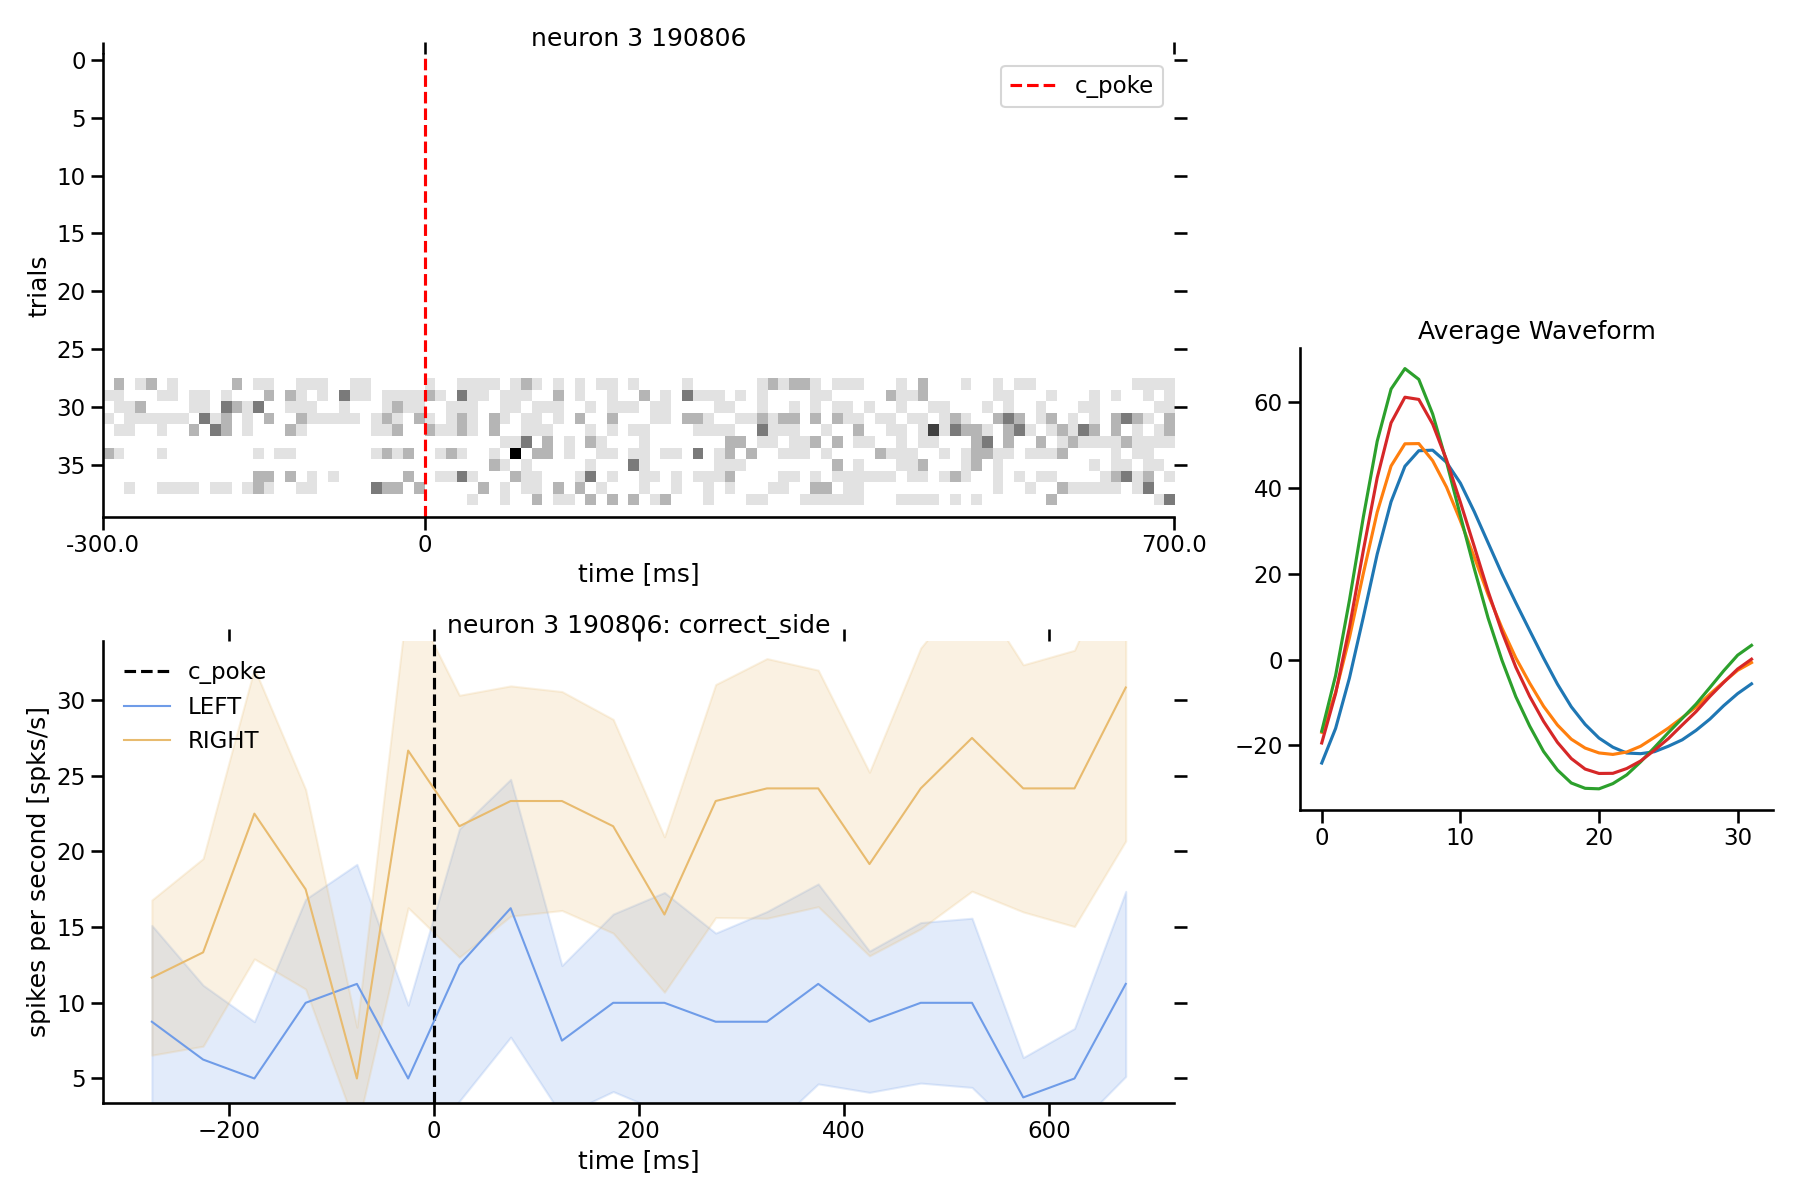 neuron 3 190806
0
5
10
15
20
25
30
35
trials
c_poke
-300.0
0
700.0
time [ms]
neuron 3 190806: correct_side
c_poke
LEFT
RIGHT
30
25
20
15
10
5
spikes per second [spks/s]
−200
0
200
400
600
time [ms]
Average Waveform
60
40
20
0
−20
0
10
20
30